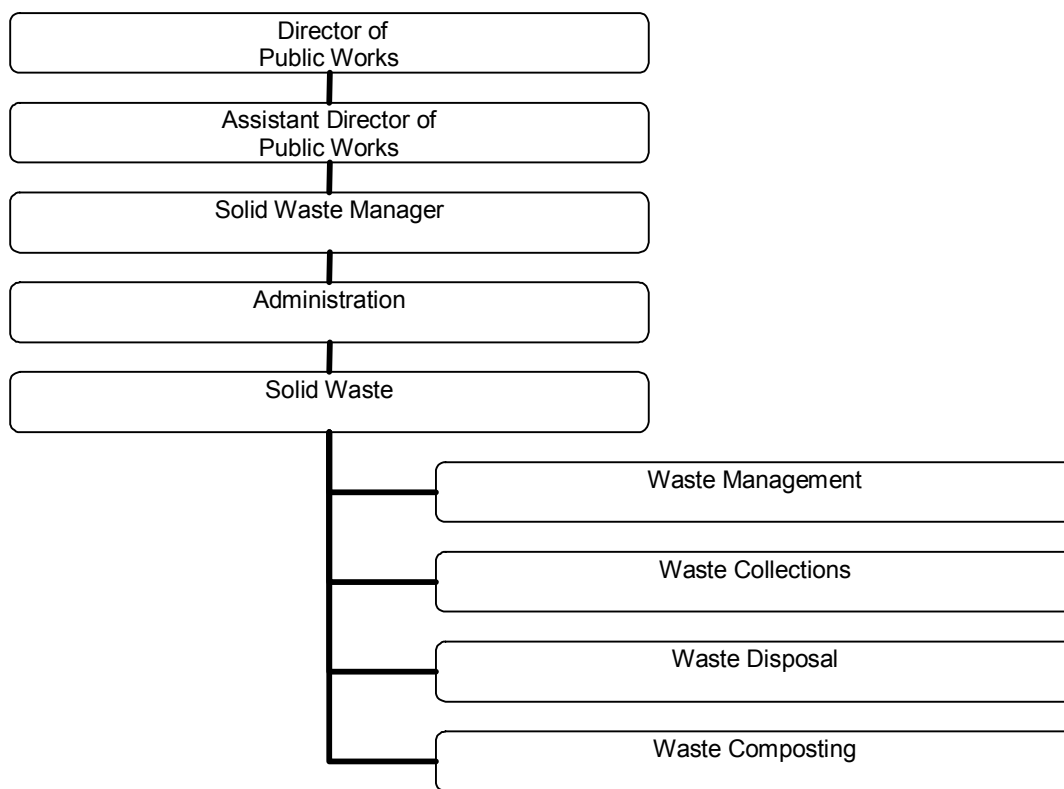 Director of
Public Works
Assistant Director of
Public Works
Solid Waste Manager
Administration
Solid Waste
Waste Management
Waste Collections
Waste Disposal
Waste Composting